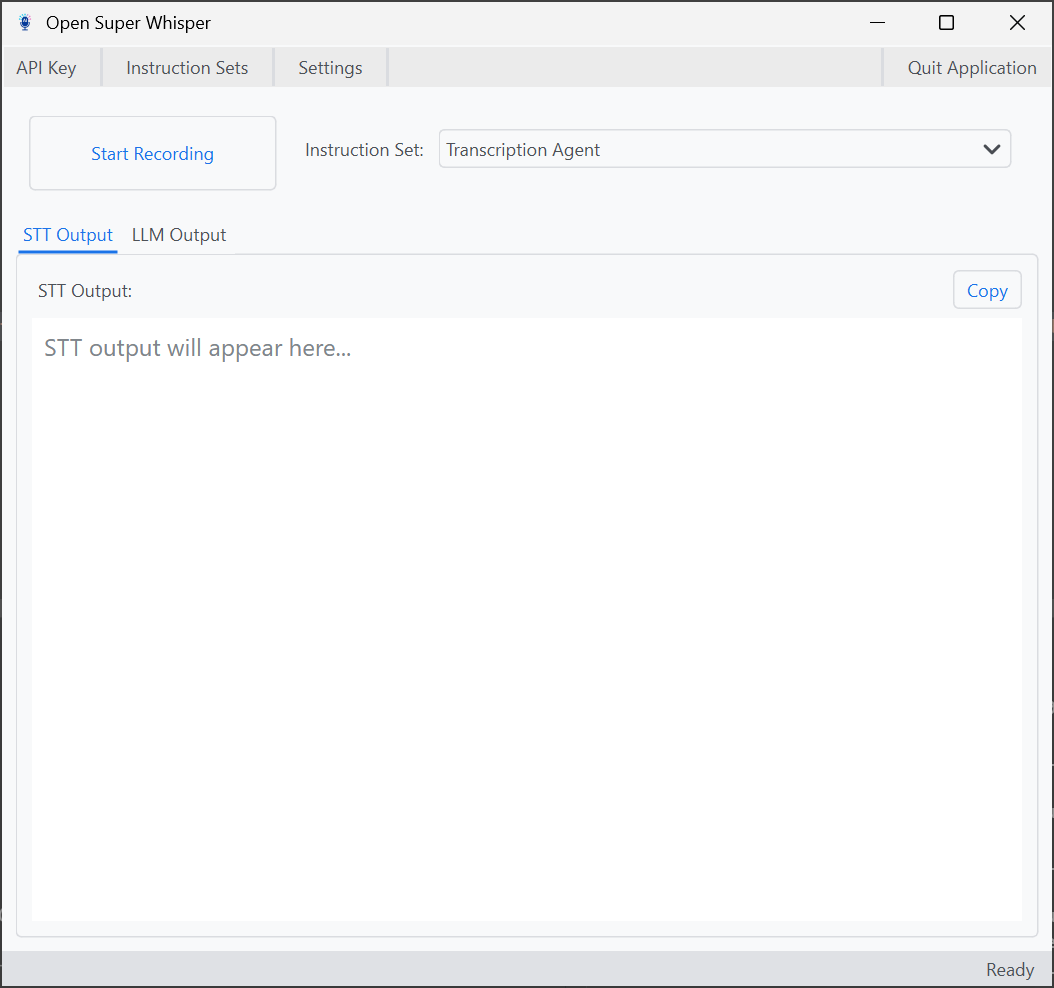 Open Super Whisper
API Key
Instruction Sets
Settings
Quit Application
Start Recording
Instruction Set:
Transcription Agent
STT Output
LLM Output
STT Output:
Copy
STT output will appear here...
Ready